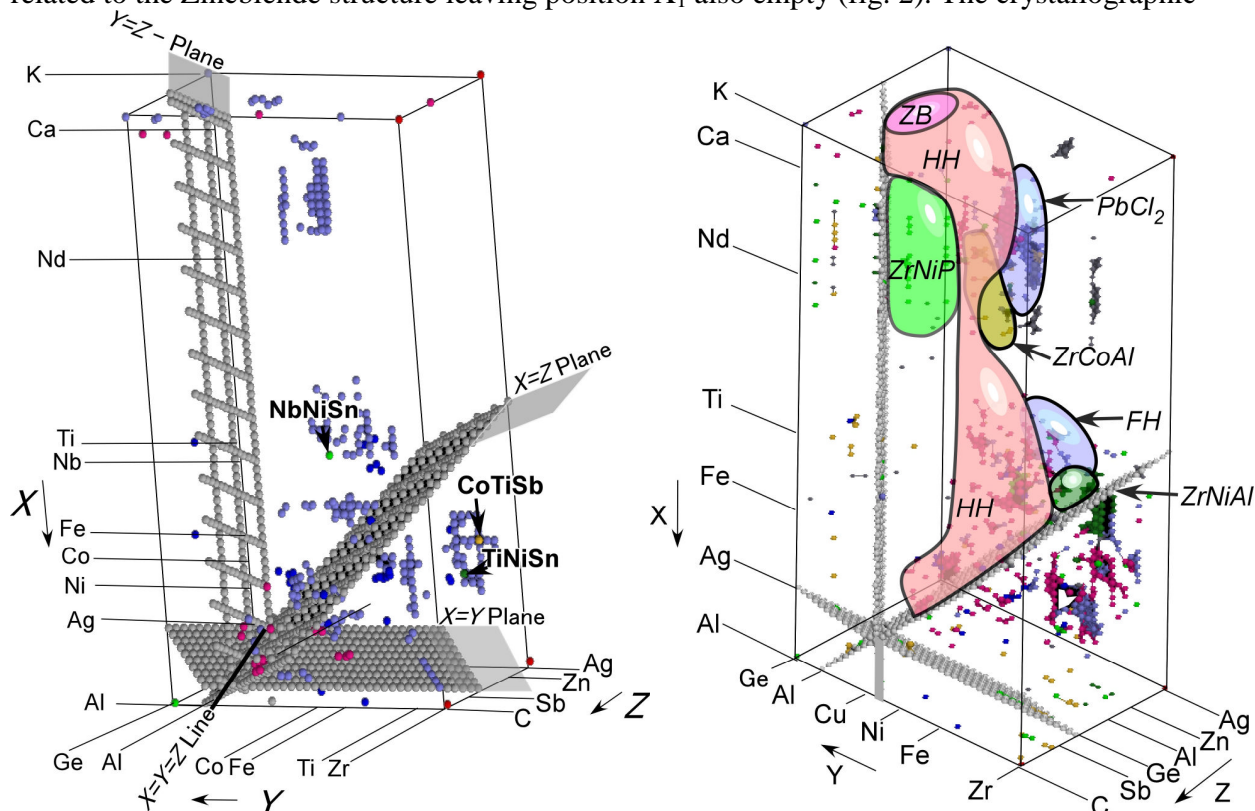 related to the Zincblende structure leaving position X₁ also empty (fig. 2). The crystallographic
Y=Z – Plane
K
Ca
Nd
Ti
Nb
X
Fe
Co
Ni
Ag
Al
Ge
Al
X=Y=Z Line
Co
Fe
Ti
Zr
Y
NbNiSn
X=Z Plane
CoTiSb
TiNiSn
X=Y Plane
Ag
Zn
Sb
C
Z
K
Ca
Nd
Ti
Fe
X
Ag
Al
Ge
Al
Cu
Ni
Fe
Zr
Y
ZB
HH
PbCl₂
ZrNiP
ZrCoAl
FH
ZrNiAl
HH
Ag
Zn
Al
Ge
Sb
C
Z